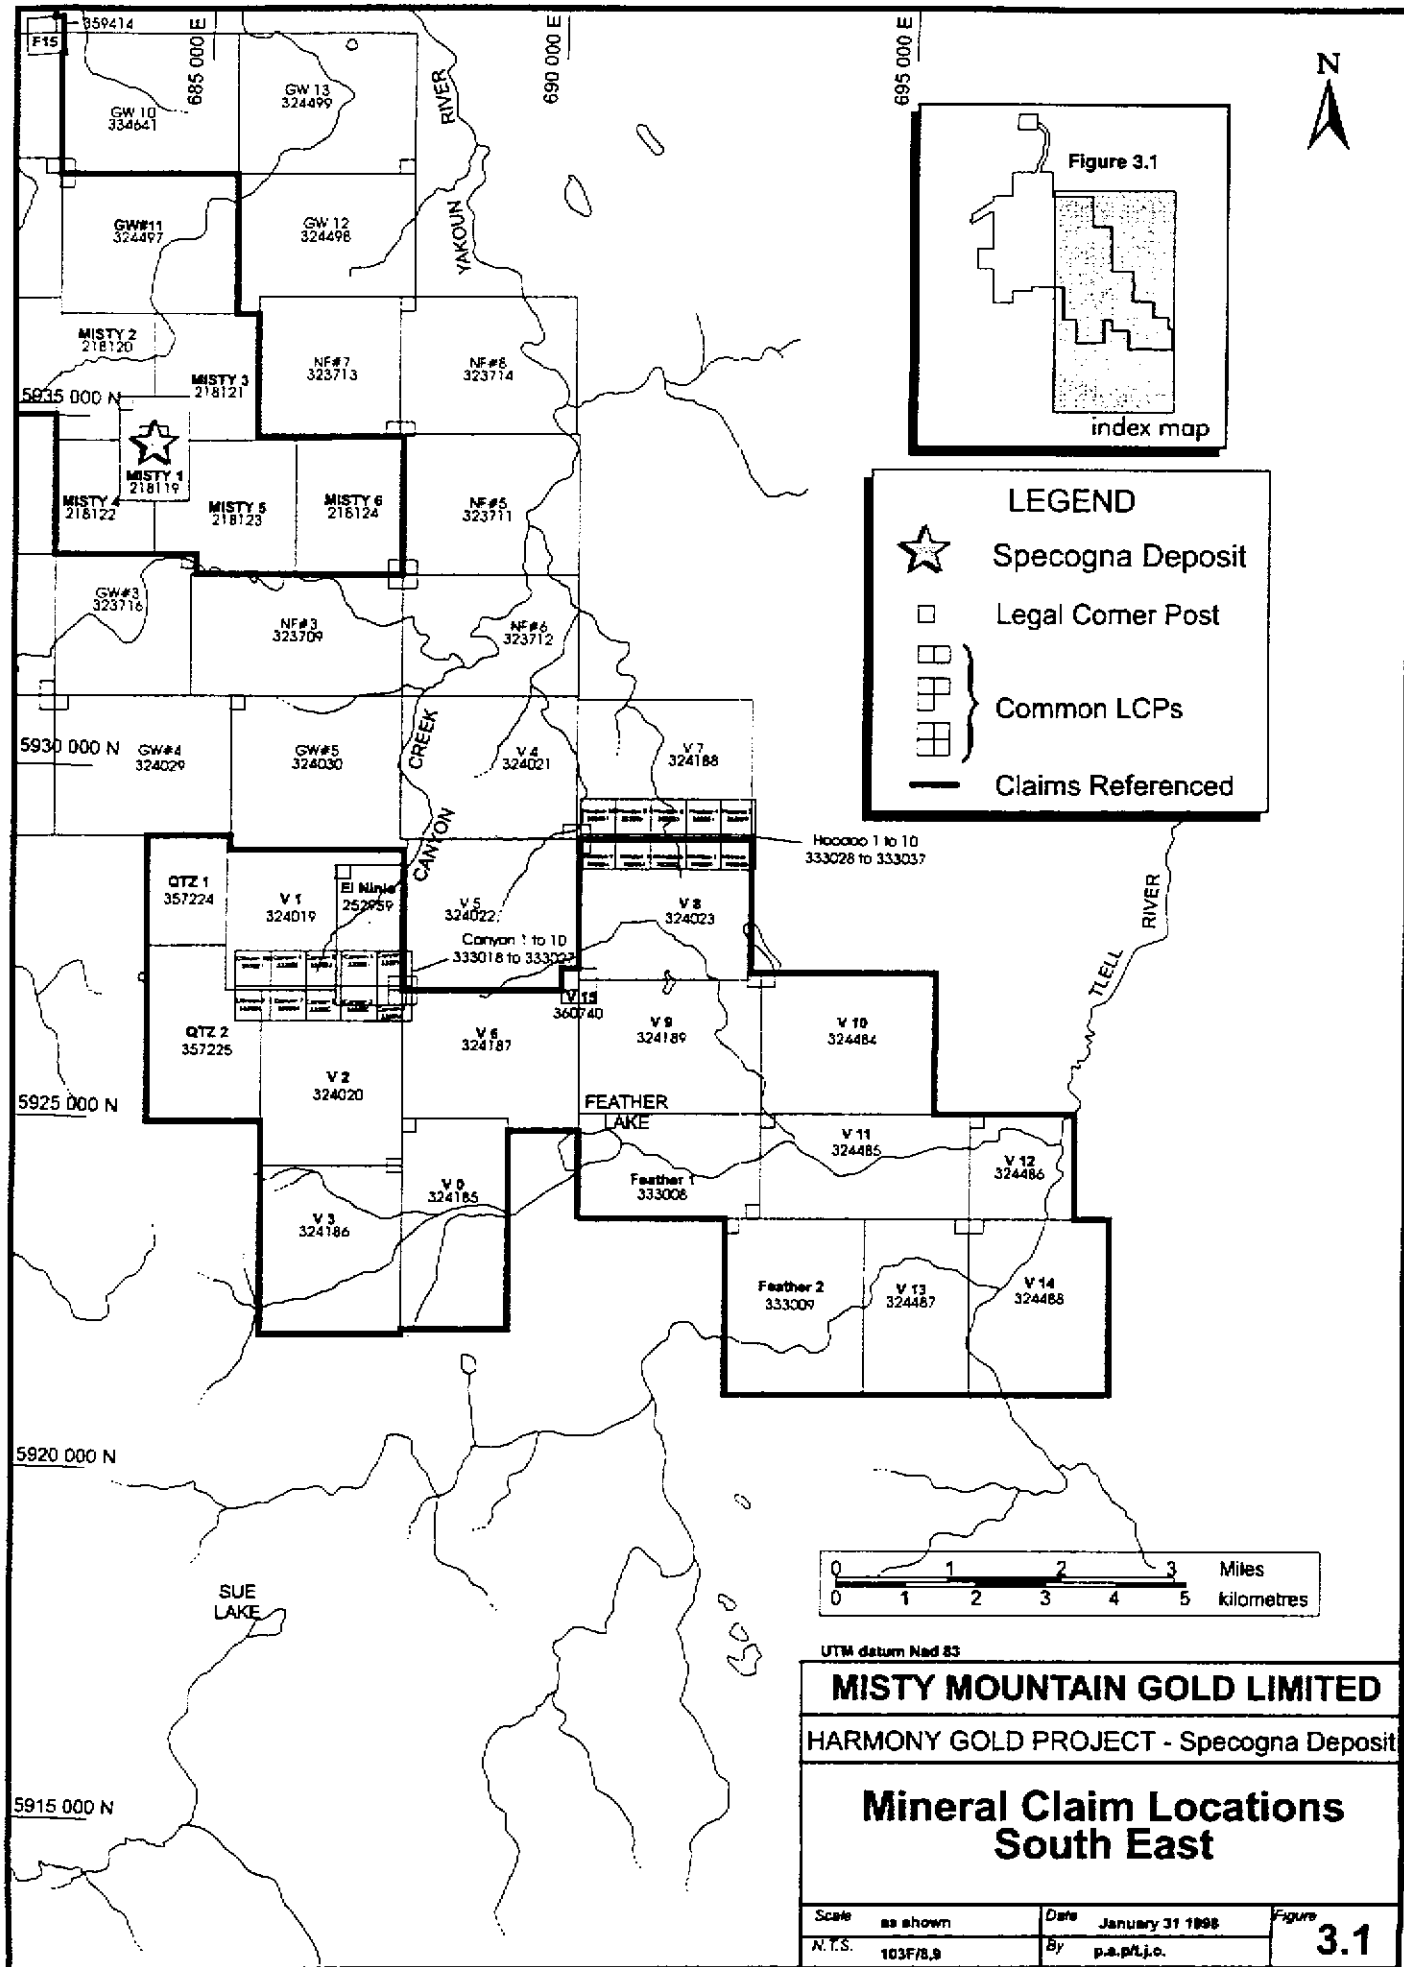 359414
F15
685 000 E
690 000 E
695 000 E
N
GW 10
334641
GW 13
324499
YAKOUN RIVER
Figure 3.1
index map
GW#11
324497
GW 12
324498
MISTY 2
218120
MISTY 3
218121
NF#7
323713
NF#8
323714
5935 000 N
MISTY 1
218119
MISTY 4
218122
MISTY 5
218123
MISTY 6
218124
NF#5
323711
LEGEND
Specogna Deposit
Legal Corner Post
Common LCPs
Claims Referenced
GW#3
323716
NF#3
323709
NF#6
323712
5930 000 N
GW#4
324029
GW#5
324030
CANYON CREEK
V 4
324021
V 7
324188
Hoodoo 1 to 10
333028 to 333037
QTZ 1
357224
V 1
324019
El Ninio
252959
V 5
324022
V 8
324023
Canyon 1 to 10
333018 to 333027
TLELL RIVER
V 15
360740
QTZ 2
357225
V 6
324187
V 9
324189
V 10
324484
V 2
324020
5925 000 N
FEATHER
LAKE
V 11
324485
V 12
324486
V 0
324185
Feather 1
333008
V 3
324186
Feather 2
333009
V 13
324487
V 14
324488
5920 000 N
SUE
LAKE
0 1 2 3 Miles
0 1 2 3 4 5 kilometres
5915 000 N
UTM datum Nad 83
MISTY MOUNTAIN GOLD LIMITED
HARMONY GOLD PROJECT - Specogna Deposit
Mineral Claim Locations
South East
Scale as shown
Date January 31 1998
Figure 3.1
N.T.S. 103F/8,9
By p.a.p/t.j.o.